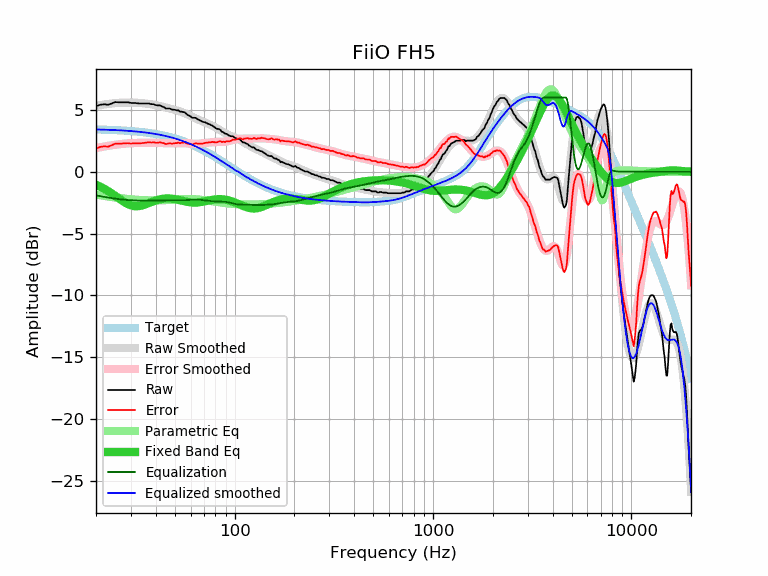 FiiO FH5
5
0
−5
−10
−15
−20
−25
Amplitude (dBr)
Target
Raw Smoothed
Error Smoothed
Raw
Error
Parametric Eq
Fixed Band Eq
Equalization
Equalized smoothed
100
1000
10000
Frequency (Hz)